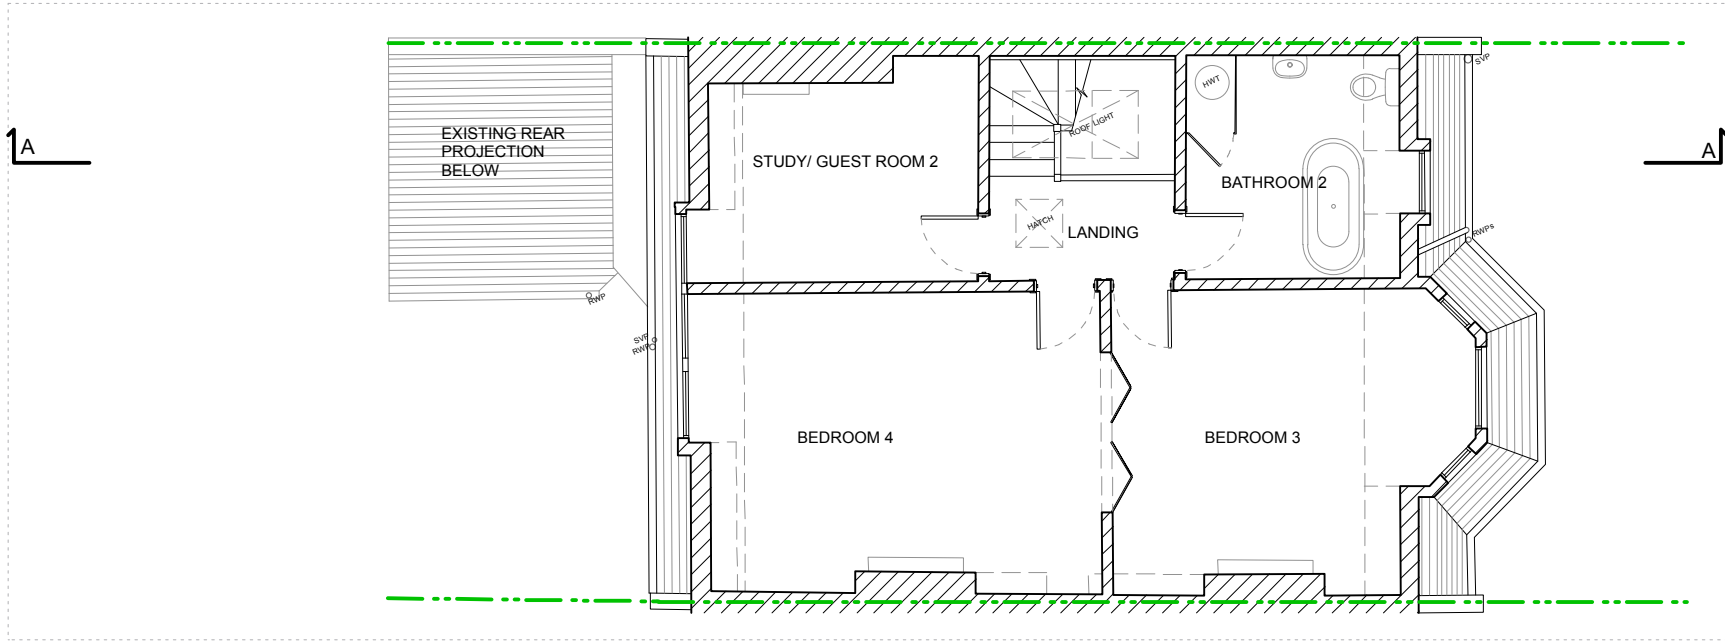 SVP
HWT
ROOF LIGHT
EXISTING REAR
PROJECTION
BELOW
A
A
STUDY/ GUEST ROOM 2
BATHROOM 2
HATCH
LANDING
RWPs
RWP
SVP
RWP
BEDROOM 4
BEDROOM 3